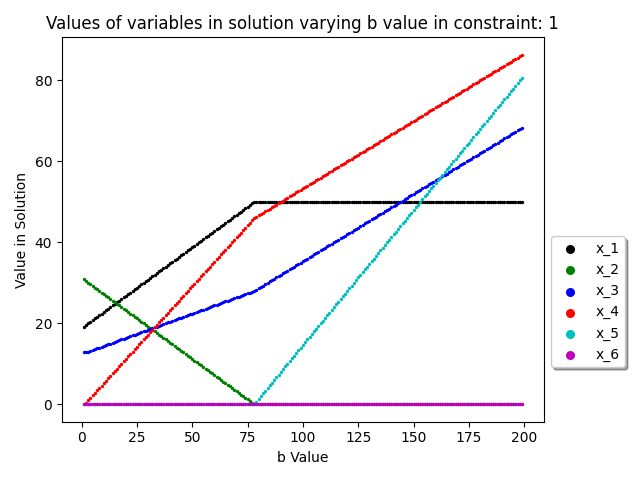 Values of variables in solution varying b value in constraint: 1
Value in Solution
80
60
40
20
0
0 25 50 75 100 125 150 175 200
b Value
x_1
x_2
x_3
x_4
x_5
x_6